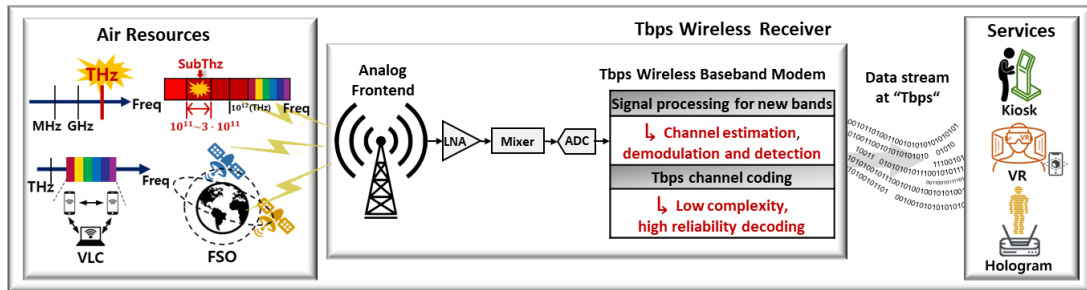 Air Resources
THz
Freq
MHz
GHz
SubThz
10¹²(THz)
Freq
10¹¹~3 · 10¹¹
THz
Freq
VLC
FSO
Tbps Wireless Receiver
Analog
Frontend
LNA
Mixer
ADC
Tbps Wireless Baseband Modem
Signal processing for new bands
↳ Channel estimation,
demodulation and detection
Tbps channel coding
↳ Low complexity,
high reliability decoding
Data stream
at "Tbps"
Services
Kiosk
VR
VR
Hologram